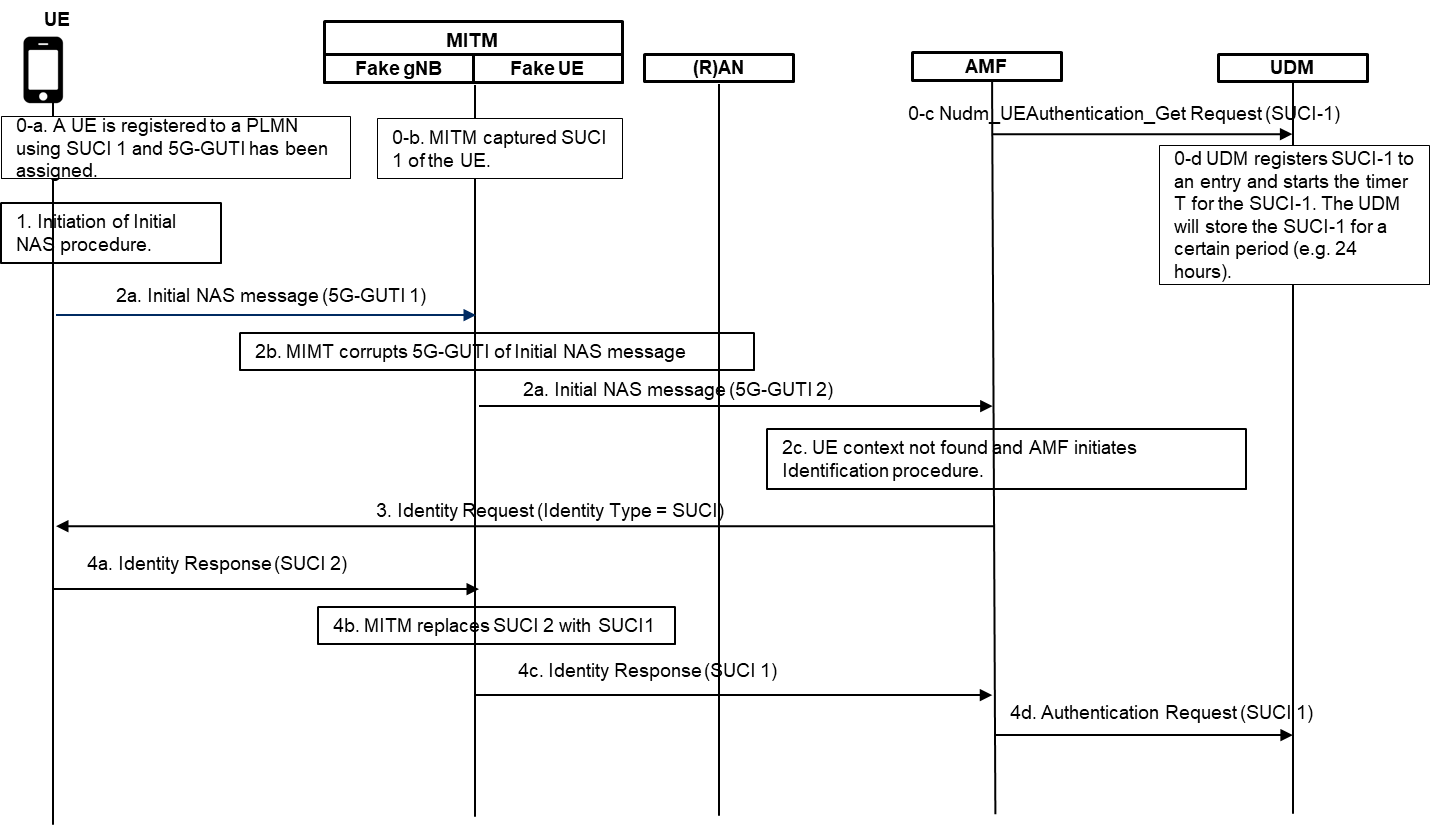 UE
MITM
Fake gNB
Fake UE
(R)AN
AMF
UDM
0-a. A UE is registered to a PLMN
using SUCI 1 and 5G-GUTI has been
assigned.
0-b. MITM captured SUCI
1 of the UE.
0-c Nudm_UEAuthentication_Get Request (SUCI-1)
0-d UDM registers SUCI-1 to
an entry and starts the timer
T for the SUCI-1. The UDM
will store the SUCI-1 for a
certain period (e.g. 24
hours).
1. Initiation of Initial
NAS procedure.
2a. Initial NAS message (5G-GUTI 1)
2b. MIMT corrupts 5G-GUTI of Initial NAS message
2a. Initial NAS message (5G-GUTI 2)
2c. UE context not found and AMF initiates
Identification procedure.
3. Identity Request (Identity Type = SUCI)
4a. Identity Response (SUCI 2)
4b. MITM replaces SUCI 2 with SUCI1
4c. Identity Response (SUCI 1)
4d. Authentication Request (SUCI 1)